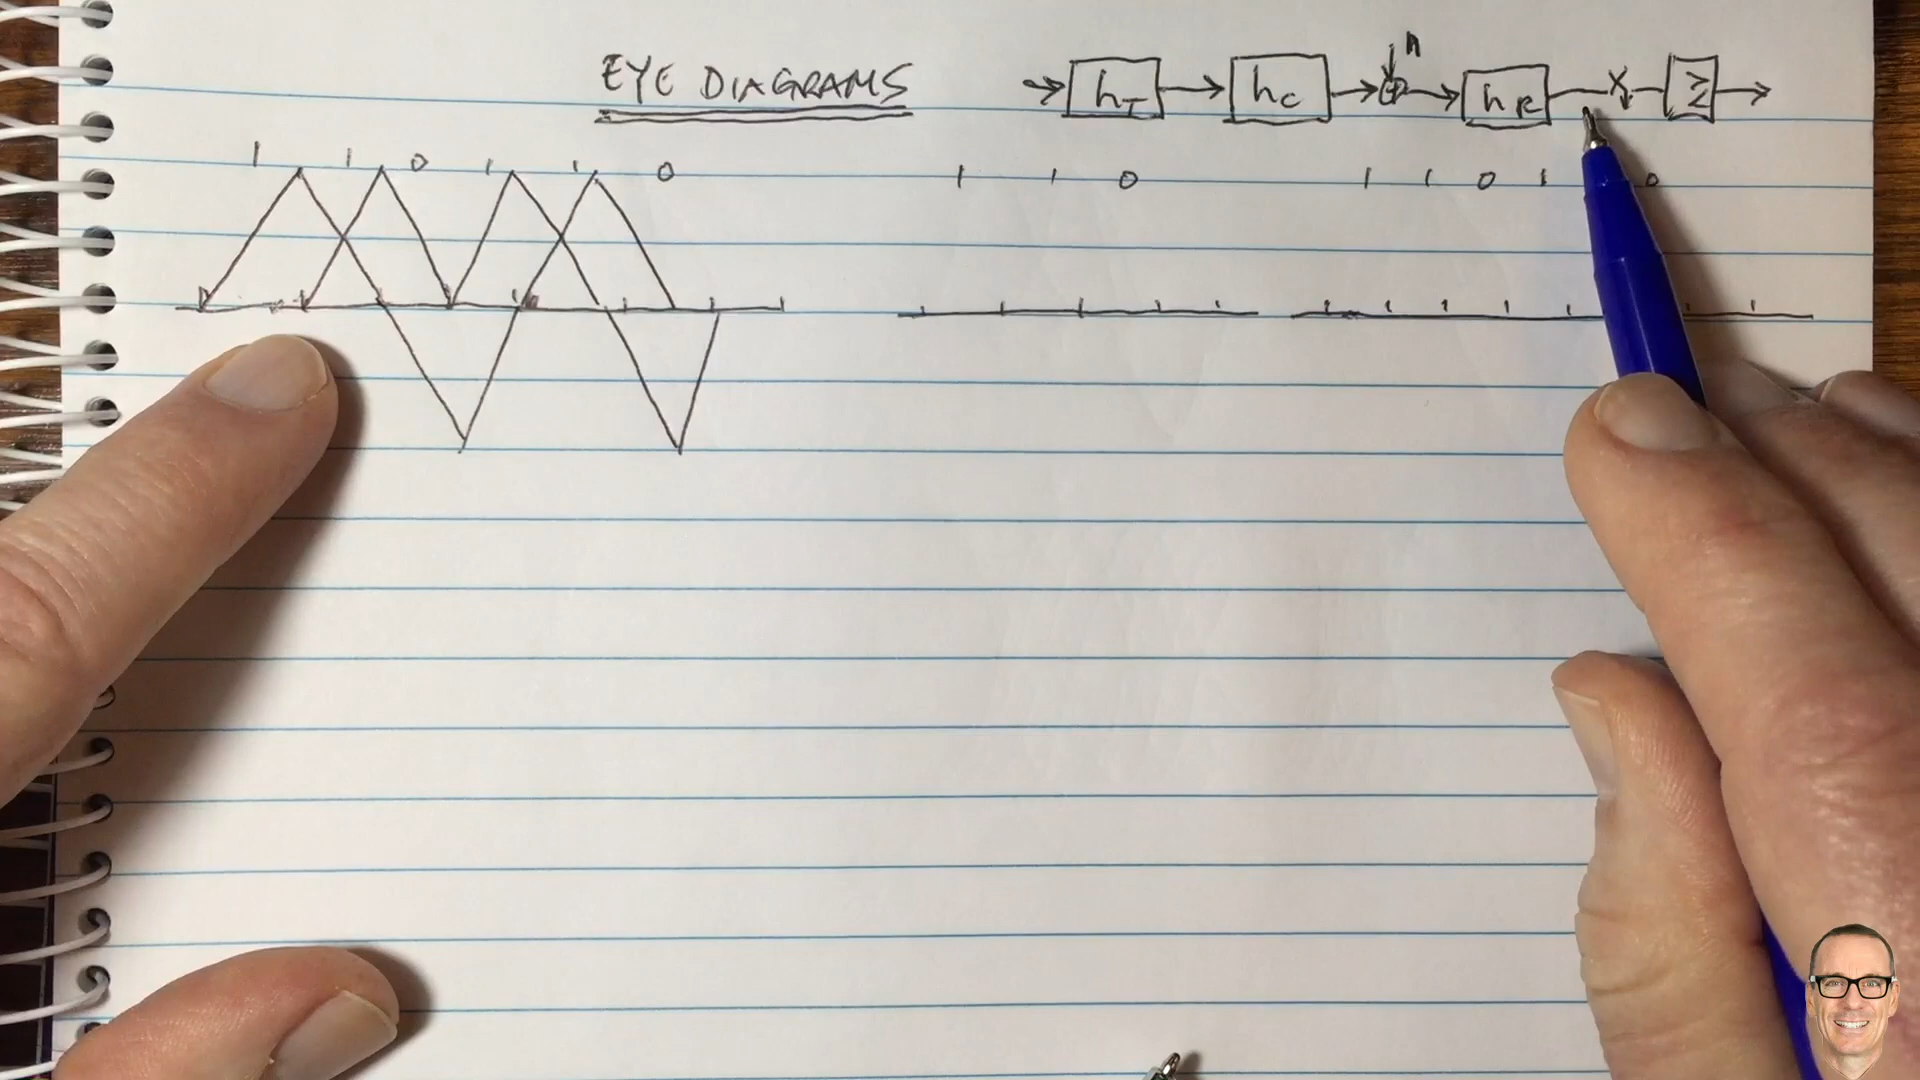 EYE DIAGRAMS
h_T h_C n h_R ≥
1 1 0 1 1 0
1 1 0
1 1 0 1 0